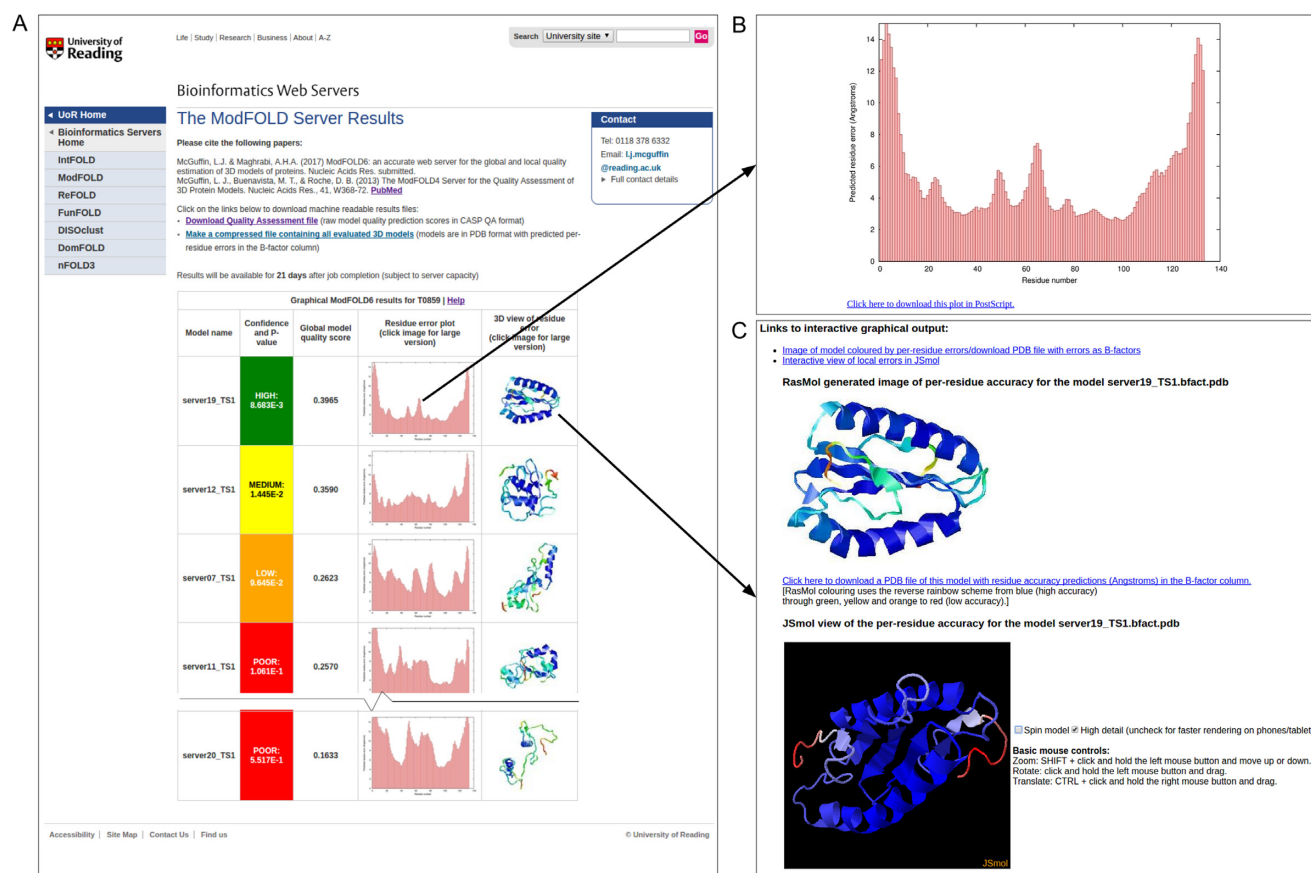 A
University of
Reading
Life | Study | Research | Business | About | A-Z
Search University site ▼ Go
Bioinformatics Web Servers
UoR Home
Bioinformatics Servers
Home
IntFOLD
ModFOLD
ReFOLD
FunFOLD
DISOclust
DomFOLD
nFOLD3
The ModFOLD Server Results
Please cite the following papers:
McGuffin, L.J. & Maghrabi, A.H.A. (2017) ModFOLD6: an accurate web server for the global and local quality
estimation of 3D models of proteins. Nucleic Acids Res. submitted.
McGuffin, L. J., Buenavista, M. T., & Roche, D. B. (2013) The ModFOLD4 Server for the Quality Assessment of
3D Protein Models. Nucleic Acids Res., 41, W368-72. PubMed
Click on the links below to download machine readable results files:
• Download Quality Assessment file (raw model quality prediction scores in CASP QA format)
• Make a compressed file containing all evaluated 3D models (models are in PDB format with predicted per-
residue errors in the B-factor column)
Results will be available for 21 days after job completion (subject to server capacity)
Contact
Tel: 0118 378 6332
Email: l.j.mcguffin
@reading.ac.uk
Full contact details
Graphical ModFOLD6 results for T0859 | Help
Model name
Confidence
and P-
value
Global model
quality score
Residue error plot
(click image for large
version)
3D view of residue
error
(click image for large
version)
server19_TS1
HIGH:
8.683E-3
0.3965
server12_TS1
MEDIUM:
1.445E-2
0.3590
server07_TS1
LOW:
9.645E-2
0.2623
server11_TS1
POOR:
1.061E-1
0.2570
server20_TS1
POOR:
5.517E-1
0.1633
Accessibility | Site Map | Contact Us | Find us
© University of Reading
B
Predicted residue error (Angstroms)
14
12
10
8
6
4
2
0
0 20 40 60 80 100 120 140
Residue number
Click here to download this plot in PostScript.
C
Links to interactive graphical output:
• Image of model coloured by per-residue errors/download PDB file with errors as B-factors
• Interactive view of local errors in JSmol
RasMol generated image of per-residue accuracy for the model server19_TS1.bfact.pdb
Click here to download a PDB file of this model with residue accuracy predictions (Angstroms) in the B-factor column.
[RasMol colouring uses the reverse rainbow scheme from blue (high accuracy)
through green, yellow and orange to red (low accuracy).]
JSmol view of the per-residue accuracy for the model server19_TS1.bfact.pdb
JSmol
Spin model High detail (uncheck for faster rendering on phones/tablet
Basic mouse controls:
Zoom: SHIFT + click and hold the left mouse button and move up or down.
Rotate: click and hold the left mouse button and drag.
Translate: CTRL + click and hold the right mouse button and drag.